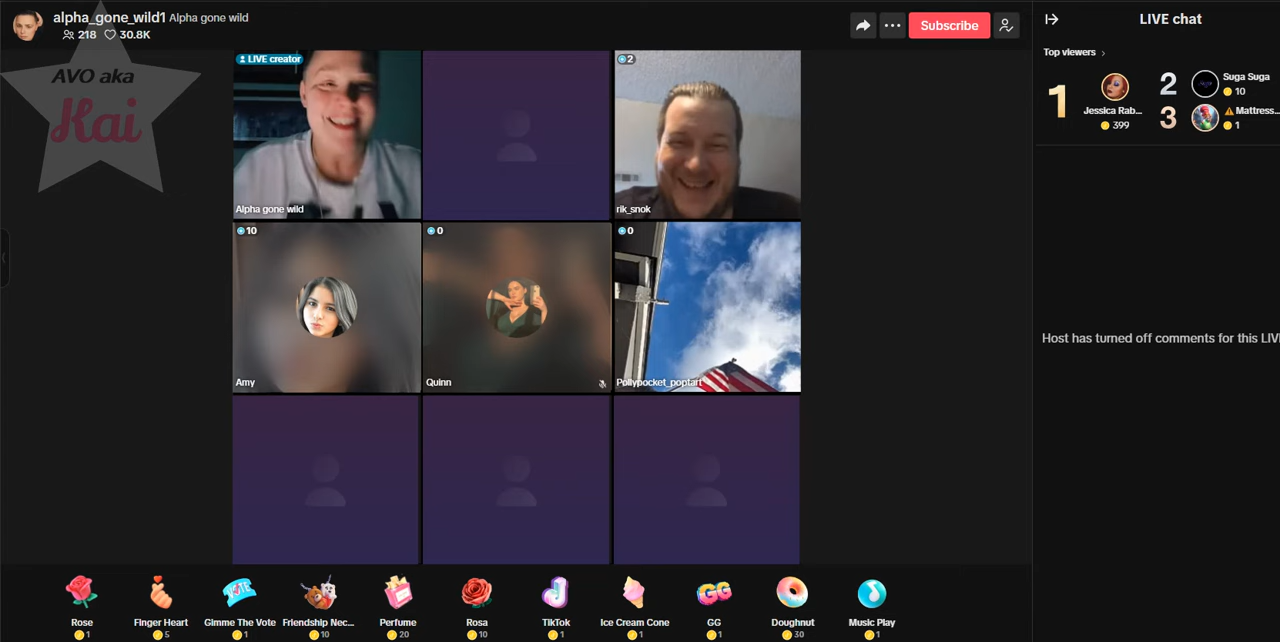 alpha_gone_wild1 Alpha gone wild
218 30.8K
Subscribe
LIVE chat
AVO aka
Kai
Top viewers
1
Jessica Rab...
399
2
Suga Suga
10
3
Mattress...
1
LIVE creator
Alpha gone wild
2
rik_snok
10
Amy
0
Quinn
0
Pollypocket_poptart
Host has turned off comments for this LIV
VOTE
GG
Rose
1
Finger Heart
5
Gimme The Vote
1
Friendship Nec...
10
Perfume
20
Rosa
10
TikTok
1
Ice Cream Cone
1
GG
1
Doughnut
30
Music Play
1